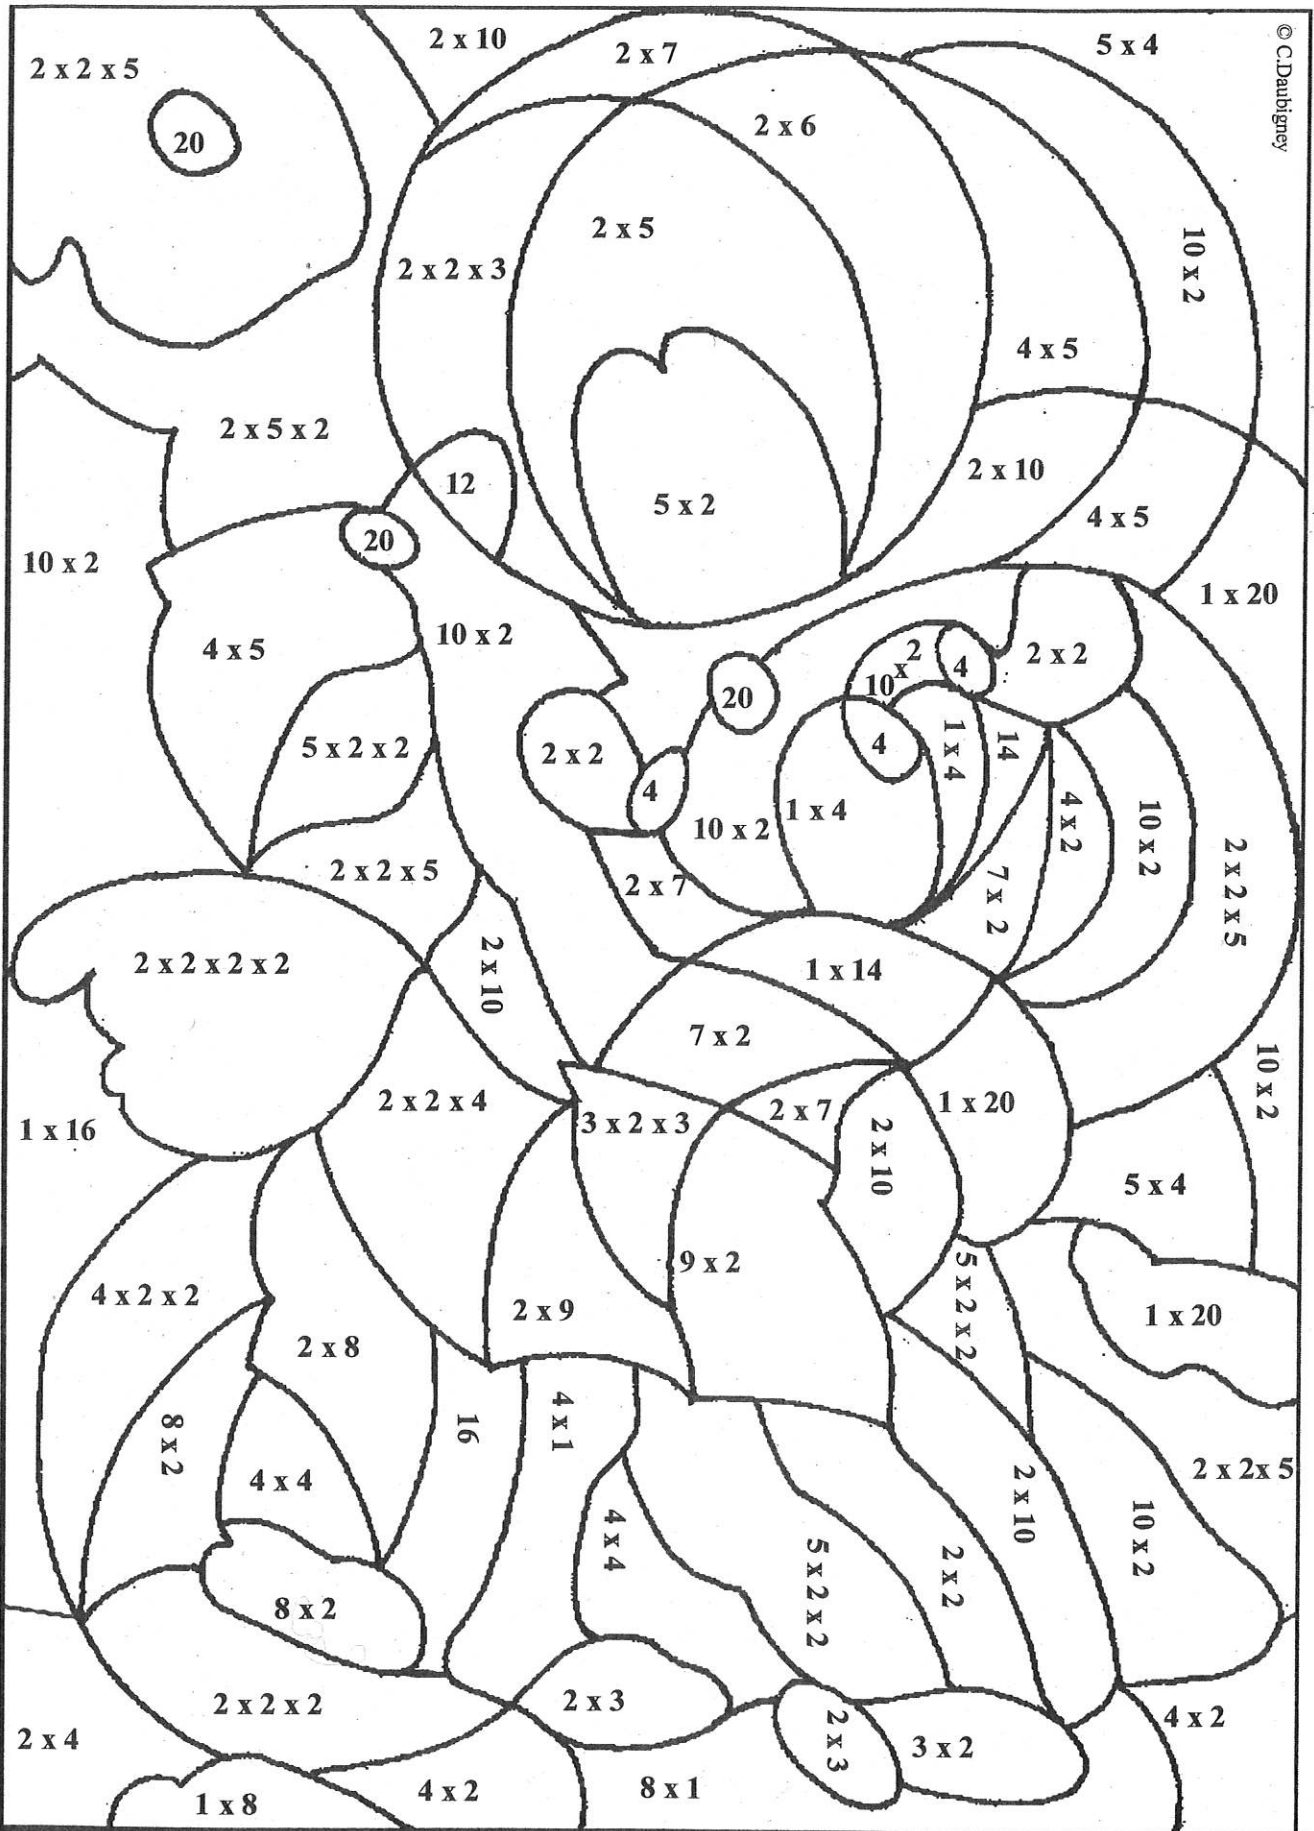 © C.Daubigney
2 x 10
2 x 7
5 x 4
2 x 2 x 5
20
2 x 6
2 x 5
10 x 2
2 x 2 x 3
4 x 5
2 x 5 x 2
12
2 x 10
5 x 2
4 x 5
20
10 x 2
1 x 20
10 x 2
4 x 5
10 x 2
4
2 x 2
20
5 x 2 x 2
2 x 2
4
1 x 4
14
4
10 x 2
1 x 4
4 x 2
10 x 2
2 x 2 x 5
2 x 2 x 5
2 x 7
7 x 2
2 x 2 x 2 x 2
2 x 10
1 x 14
7 x 2
10 x 2
2 x 2 x 4
3 x 2 x 3
2 x 7
2 x 10
1 x 20
1 x 16
5 x 4
9 x 2
4 x 2 x 2
2 x 9
5 x 2 x 2
1 x 20
2 x 8
8 x 2
16
4 x 1
4 x 4
2 x 2x 5
2 x 10
10 x 2
4 x 4
5 x 2 x 2
2 x 2
8 x 2
2 x 2 x 2
2 x 3
4 x 2
2 x 4
2 x 3
3 x 2
1 x 8
4 x 2
8 x 1